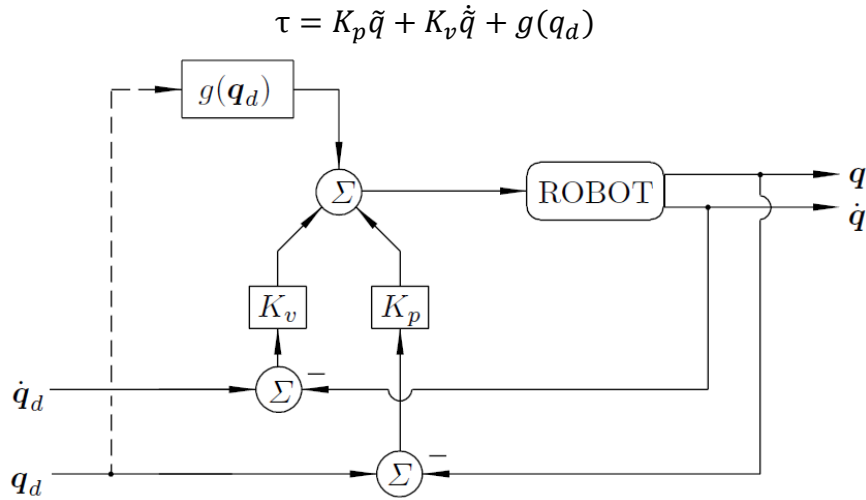 τ = K_p q̃ + K_v q̃̇ + g(q_d)
g(q_d)
Σ
ROBOT
q
q̇
K_v
K_p
q̇_d
Σ
−
q_d
Σ
−